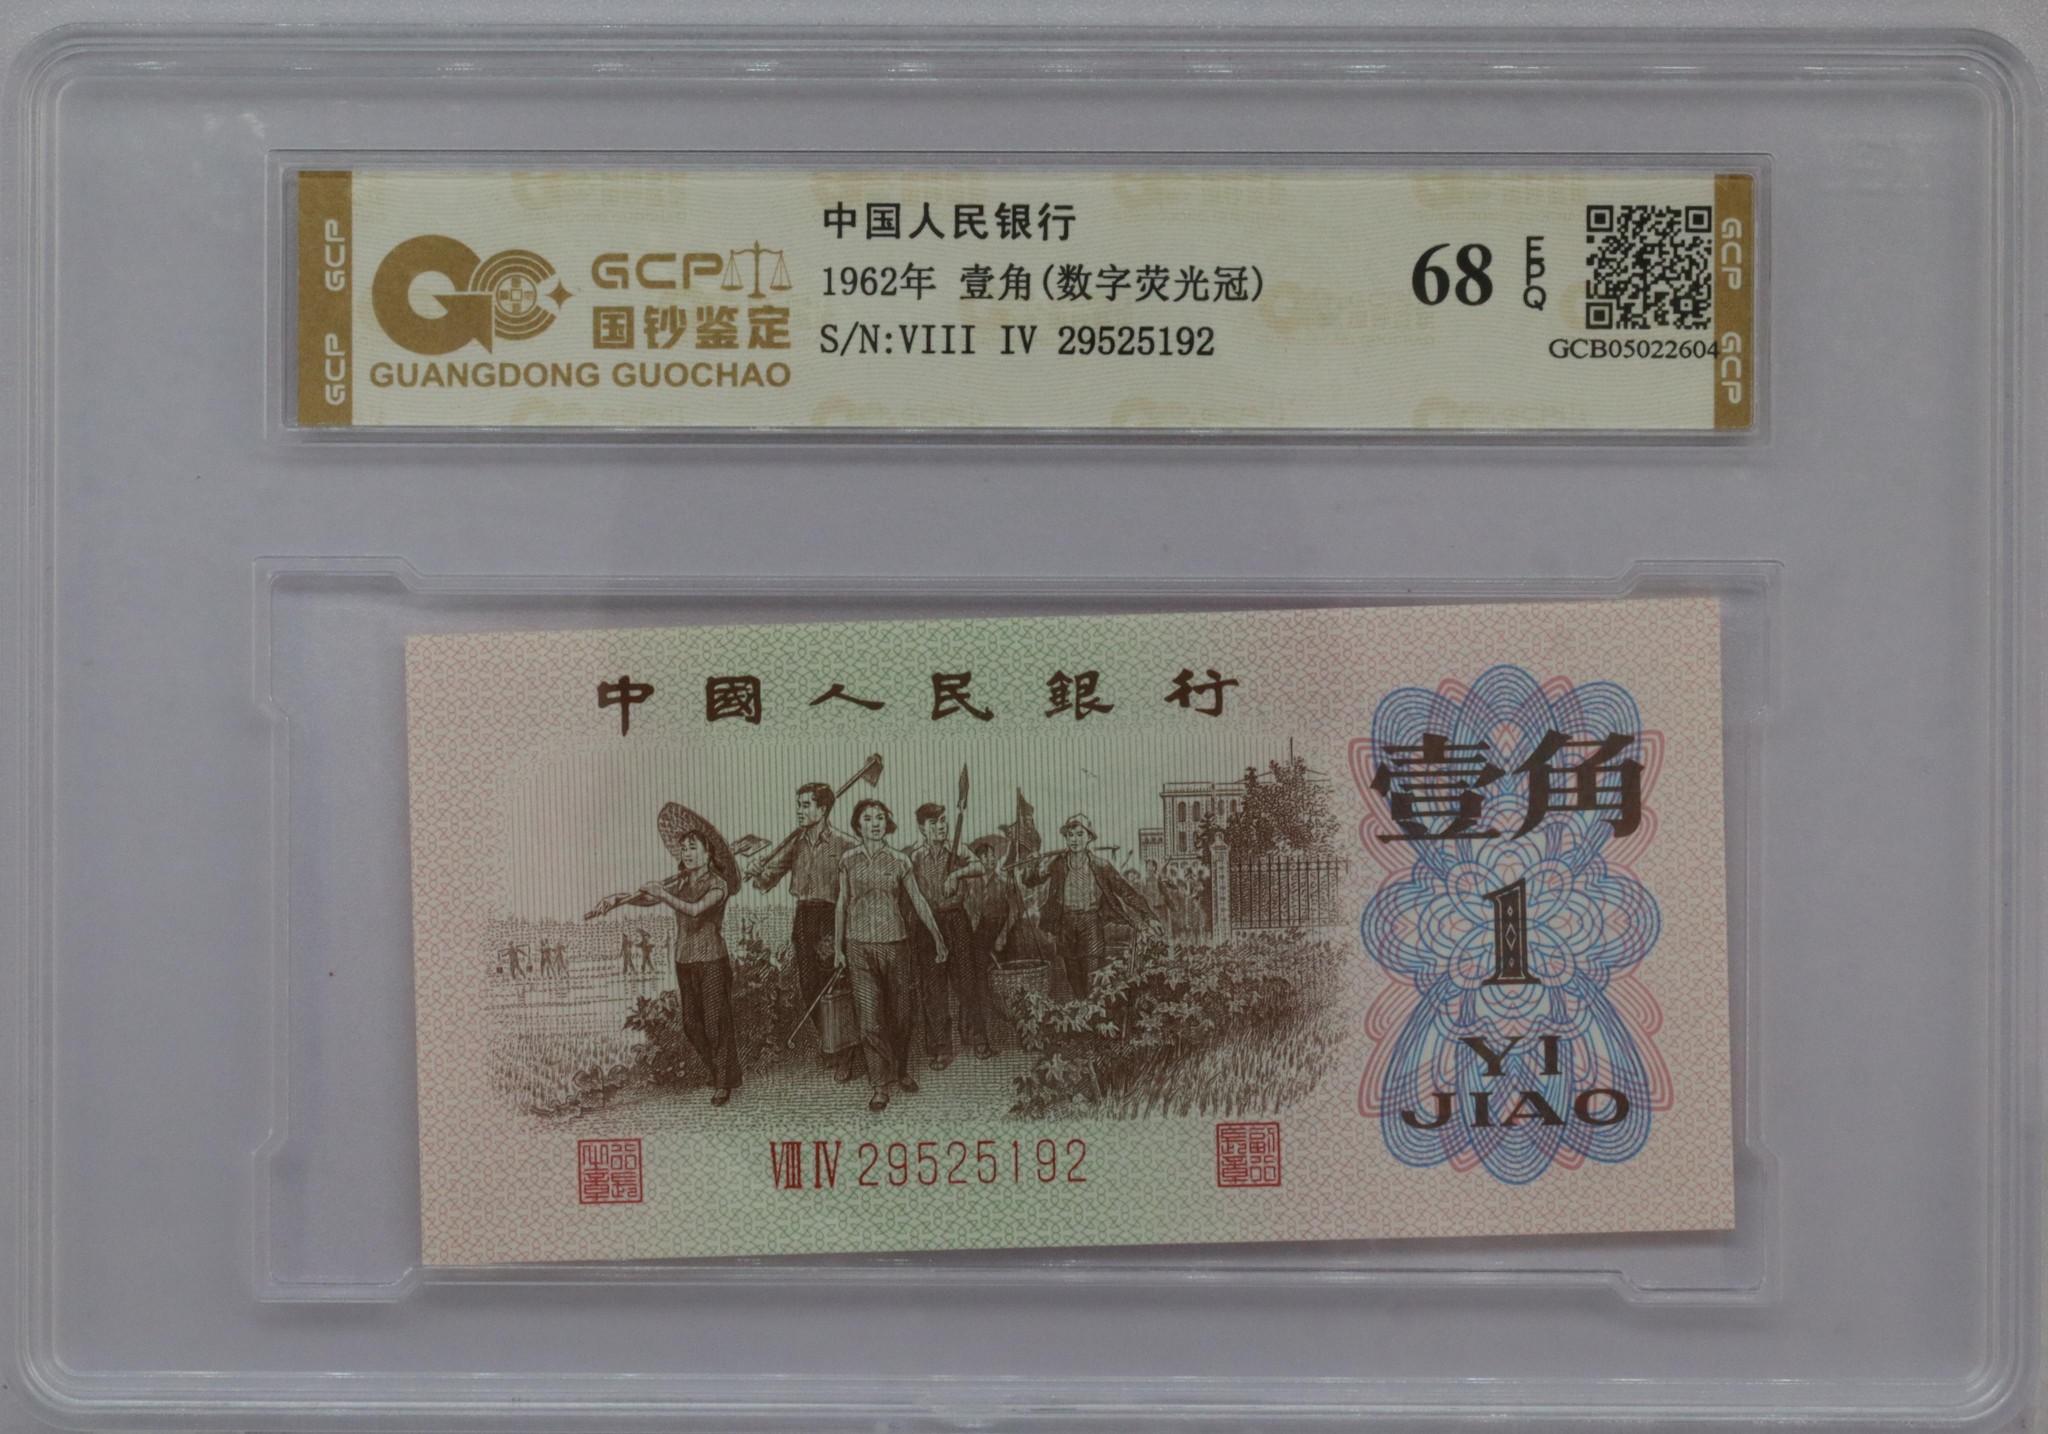 GCP
GCP
GCP
国钞鉴定
GUANGDONG GUOCHAO
中国人民银行
1962年 壹角(数字荧光冠)
S/N:VIII IV 29525192
68
EPQ
GCB05022604
GCP
GCP
中國人民銀行
壹角
1
YI
JIAO
VIII IV 29525192